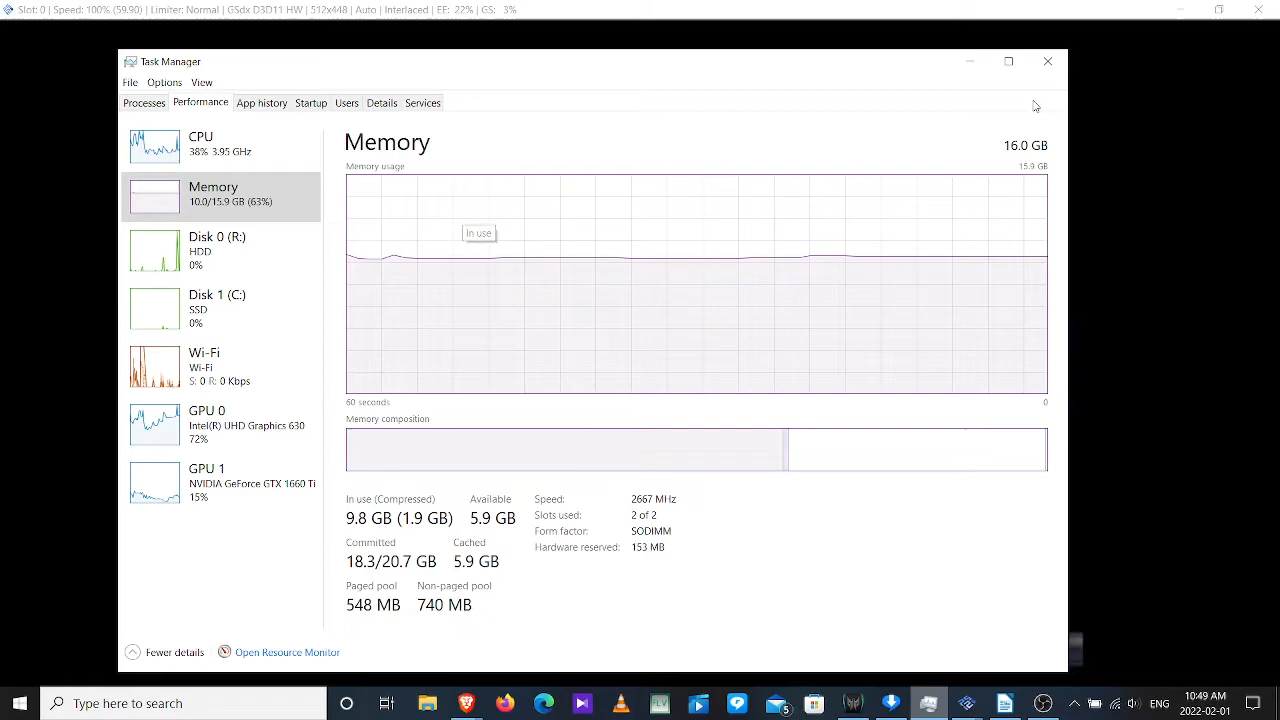 Slot: 0 | Speed: 100% (59.90) | Limiter: Normal | GSdx D3D11 HW | 512x448 | Auto | Interlaced | EF: 22% | GS: 3%
Task Manager
File Options View
Processes Performance App history Startup Users Details Services
CPU
38% 3.95 GHz
Memory
10.0/15.9 GB (63%)
Disk 0 (R:)
HDD
0%
Disk 1 (C:)
SSD
0%
Wi-Fi
Wi-Fi
S: 0 R: 0 Kbps
GPU 0
Intel(R) UHD Graphics 630
72%
GPU 1
NVIDIA GeForce GTX 1660 Ti
15%
Memory 16.0 GB
Memory usage 15.9 GB
In use
60 seconds 0
Memory composition
In use (Compressed) Available
9.8 GB (1.9 GB) 5.9 GB
Committed Cached
18.3/20.7 GB 5.9 GB
Paged pool Non-paged pool
548 MB 740 MB
Speed: 2667 MHz
Slots used: 2 of 2
Form factor: SODIMM
Hardware reserved: 153 MB
Fewer details Open Resource Monitor
Type here to search
FLV
5
ENG
10:49 AM
2022-02-01